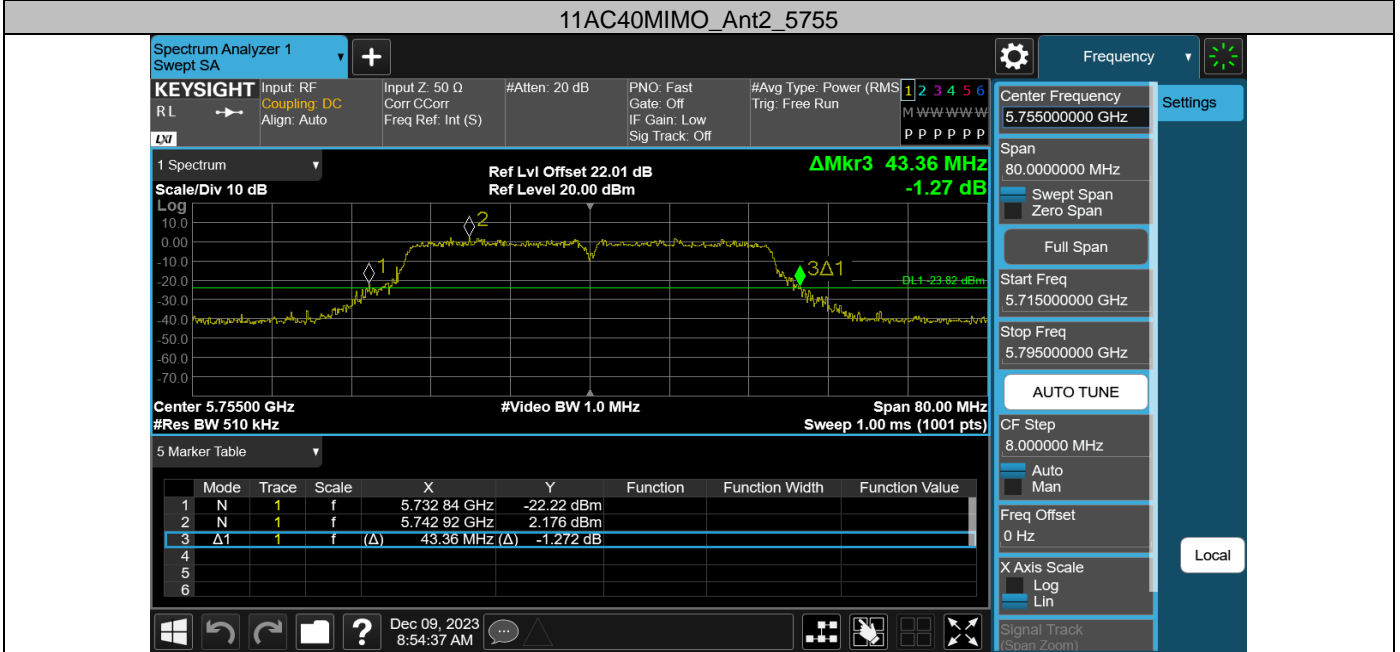 11AC40MIMO_Ant2_5755
Spectrum Analyzer 1
Swept SA
+
Frequency
KEYSIGHT
RL
LXI
Input: RF
Coupling: DC
Align: Auto
Input Z: 50 Ω
Corr CCorr
Freq Ref: Int (S)
#Atten: 20 dB
PNO: Fast
Gate: Off
IF Gain: Low
Sig Track: Off
#Avg Type: Power (RMS
Trig: Free Run
1 2 3 4 5 6
M W W W W W
P P P P P P
1 Spectrum
Scale/Div 10 dB
Log
Ref Lvl Offset 22.01 dB
Ref Level 20.00 dBm
ΔMkr3 43.36 MHz
-1.27 dB
10.0
0.00
-10.0
-20.0
-30.0
-40.0
-50.0
-60.0
-70.0
1
2
3Δ1
DL1 -23.82 dBm
Center 5.75500 GHz
#Video BW 1.0 MHz
Span 80.00 MHz
#Res BW 510 kHz
Sweep 1.00 ms (1001 pts)
5 Marker Table
Mode Trace Scale X Y Function Function Width Function Value
1 N 1 f 5.732 84 GHz -22.22 dBm
2 N 1 f 5.742 92 GHz 2.176 dBm
3 Δ1 1 f (Δ) 43.36 MHz (Δ) -1.272 dB
4
5
6
?
Dec 09, 2023
8:54:37 AM
Center Frequency
5.755000000 GHz
Settings
Span
80.0000000 MHz
Swept Span
Zero Span
Full Span
Start Freq
5.715000000 GHz
Stop Freq
5.795000000 GHz
AUTO TUNE
CF Step
8.000000 MHz
Auto
Man
Freq Offset
0 Hz
X Axis Scale
Log
Lin
Signal Track
(Span Zoom)
Local